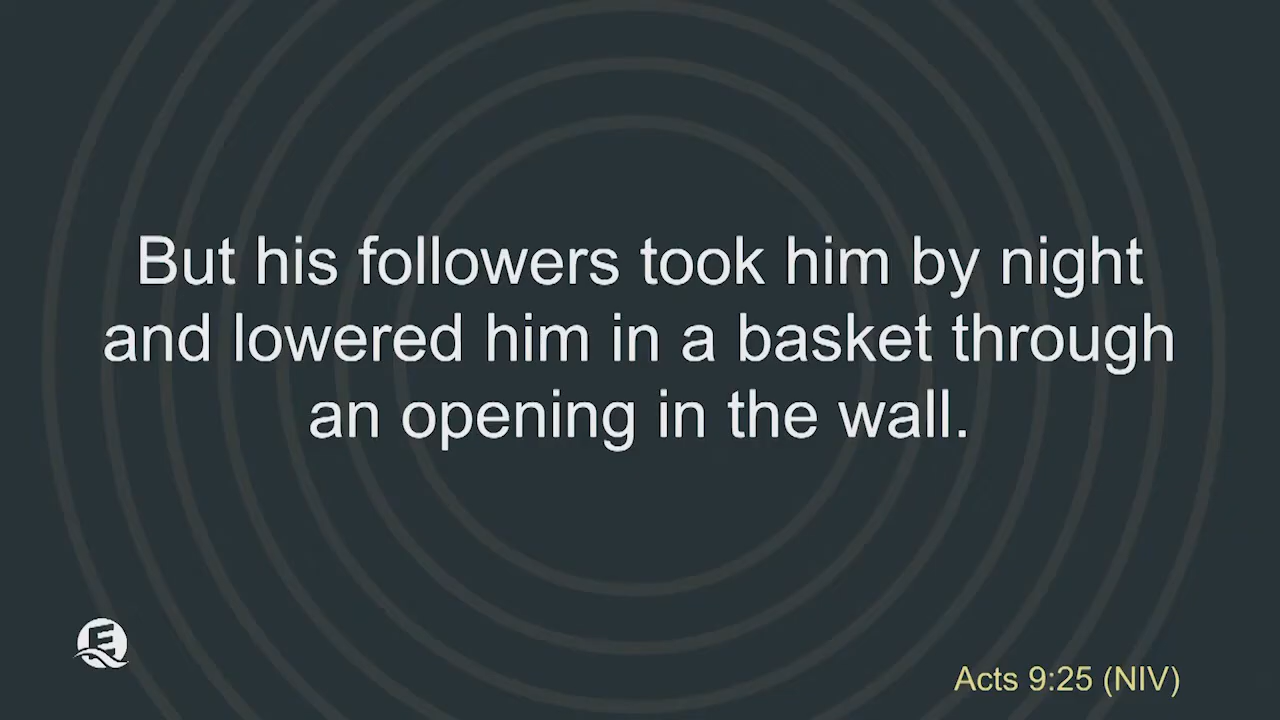 But his followers took him by night
and lowered him in a basket through
an opening in the wall.
Acts 9:25 (NIV)